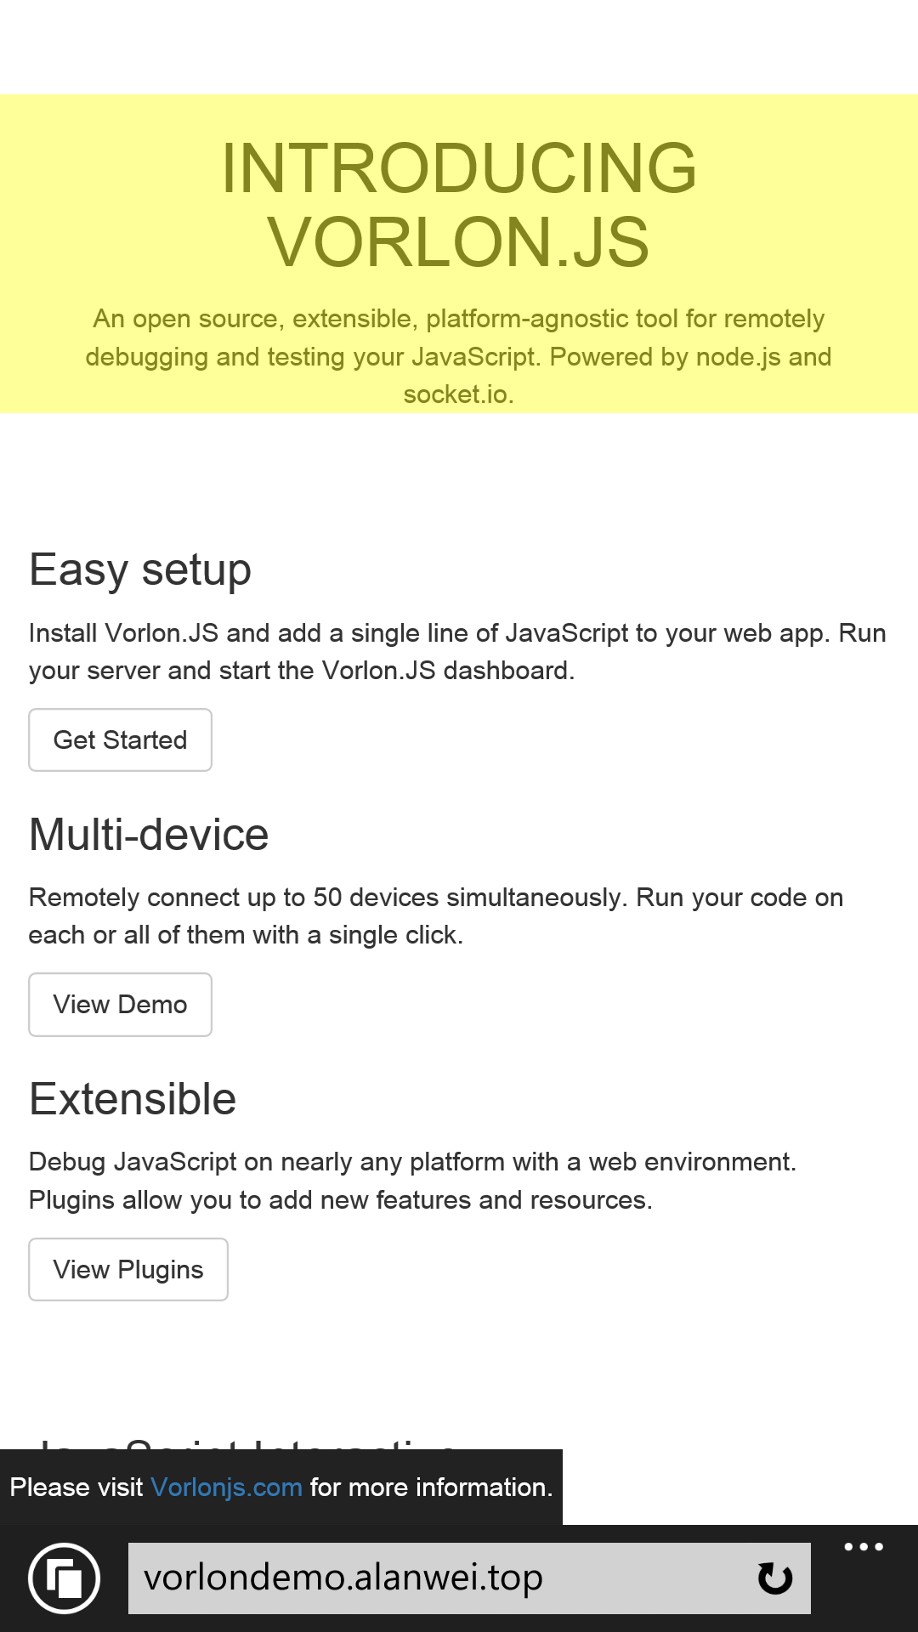 INTRODUCING
VORLON.JS
An open source, extensible, platform-agnostic tool for remotely
debugging and testing your JavaScript. Powered by node.js and
socket.io.
Easy setup
Install Vorlon.JS and add a single line of JavaScript to your web app. Run
your server and start the Vorlon.JS dashboard.
Get Started
Multi-device
Remotely connect up to 50 devices simultaneously. Run your code on
each or all of them with a single click.
View Demo
Extensible
Debug JavaScript on nearly any platform with a web environment.
Plugins allow you to add new features and resources.
View Plugins
JavaScript Interactive
Please visit Vorlonjs.com for more information.
vorlondemo.alanwei.top